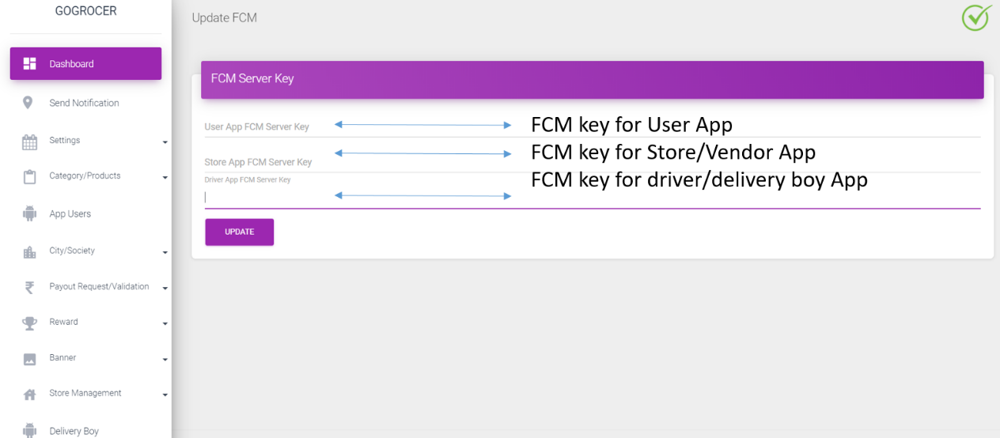 GOGROCER
Dashboard
Send Notification
Settings
Category/Products
App Users
City/Society
Payout Request/Validation
Reward
Banner
Store Management
Delivery Boy
Update FCM
FCM Server Key
User App FCM Server Key
FCM key for User App
Store App FCM Server Key
FCM key for Store/Vendor App
Driver App FCM Server Key
FCM key for driver/delivery boy App
UPDATE